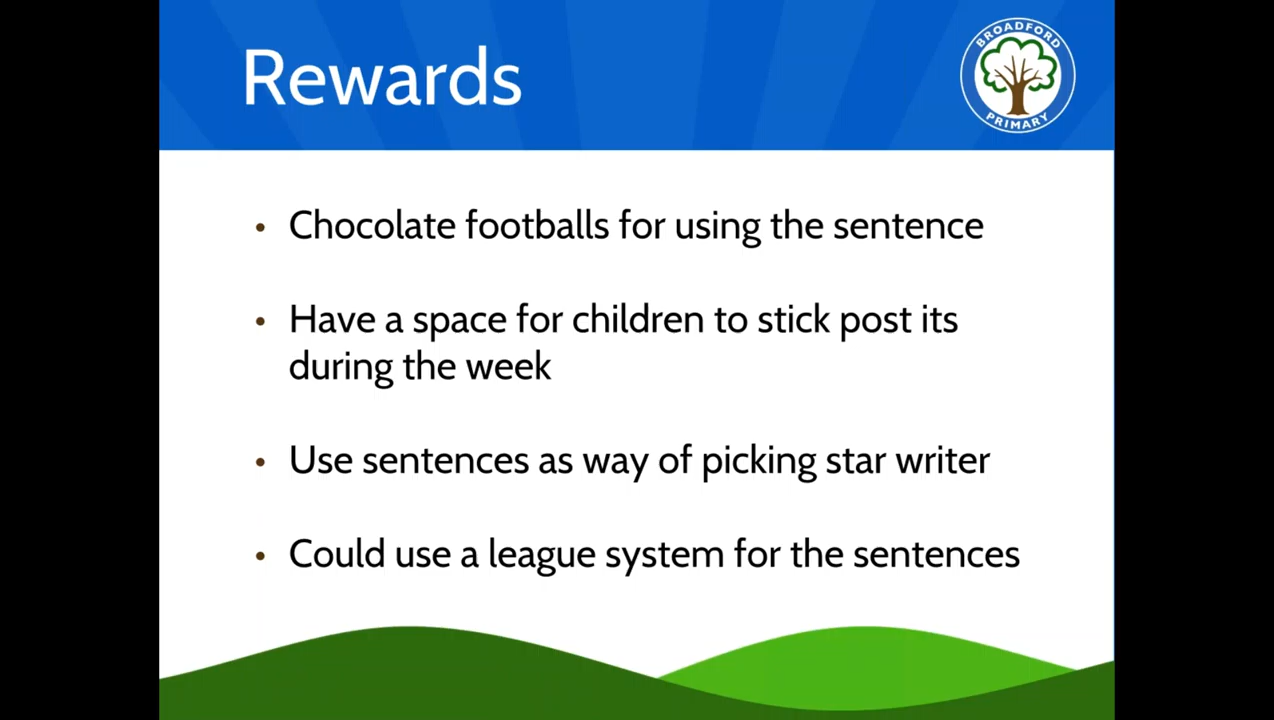 Rewards
BROADFORD
PRIMARY
• Chocolate footballs for using the sentence
• Have a space for children to stick post its
during the week
• Use sentences as way of picking star writer
• Could use a league system for the sentences